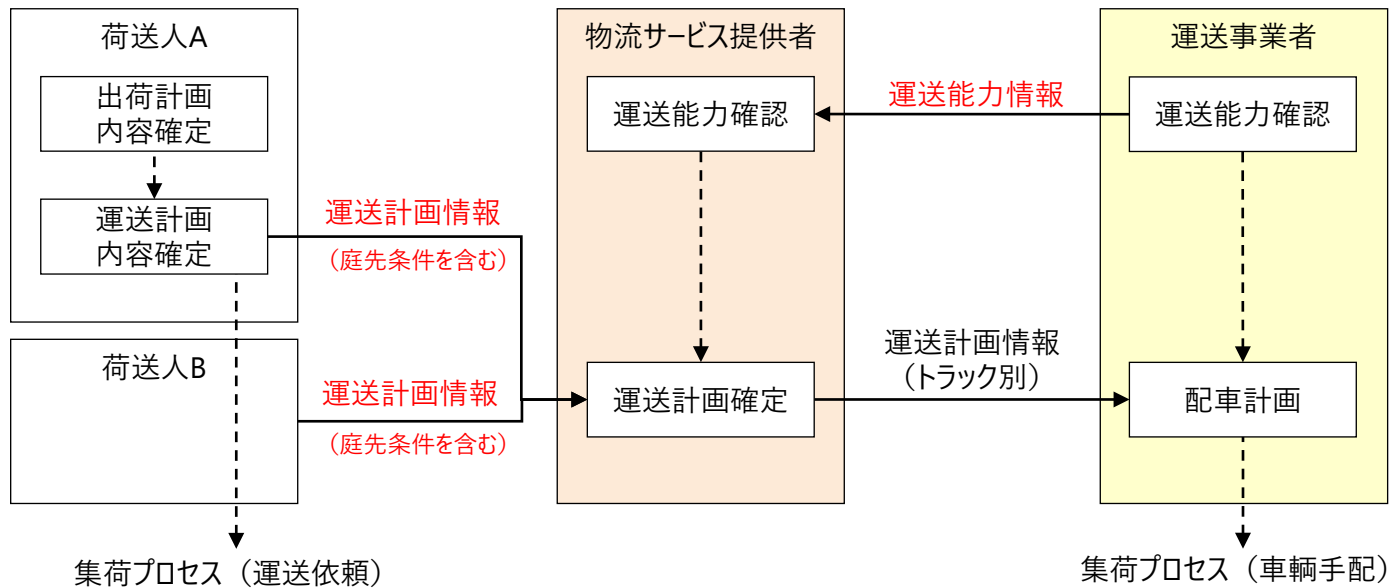 荷送人A
出荷計画
内容確定
運送計画
内容確定
運送計画情報
（庭先条件を含む）
荷送人B
運送計画情報
（庭先条件を含む）
集荷プロセス（運送依頼）
物流サービス提供者
運送能力確認
運送計画確定
運送能力情報
運送計画情報
（トラック別）
運送事業者
運送能力確認
配車計画
集荷プロセス（車輌手配）